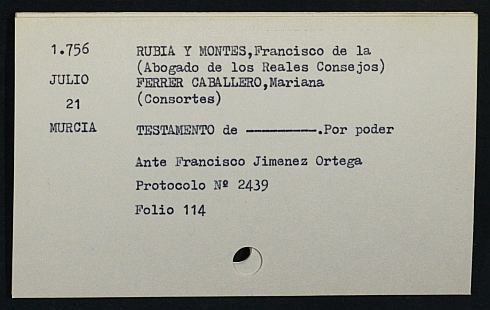 1.756 RUBIA Y MONTES,Francisco de la
(Abogado de los Reales Consejos)
JULIO FERRER CABALLERO,Mariana
21 (Consortes)
MURCIA TESTAMENTO de ---------.Por poder
Ante Francisco Jimenez Ortega
Protocolo Nº 2439
Folio 114